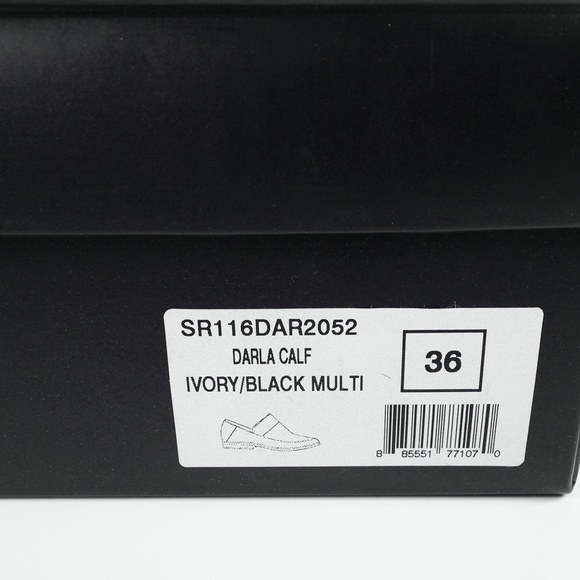 SR116DAR2052
DARLA CALF
IVORY/BLACK MULTI
36
8 85551 77107 0